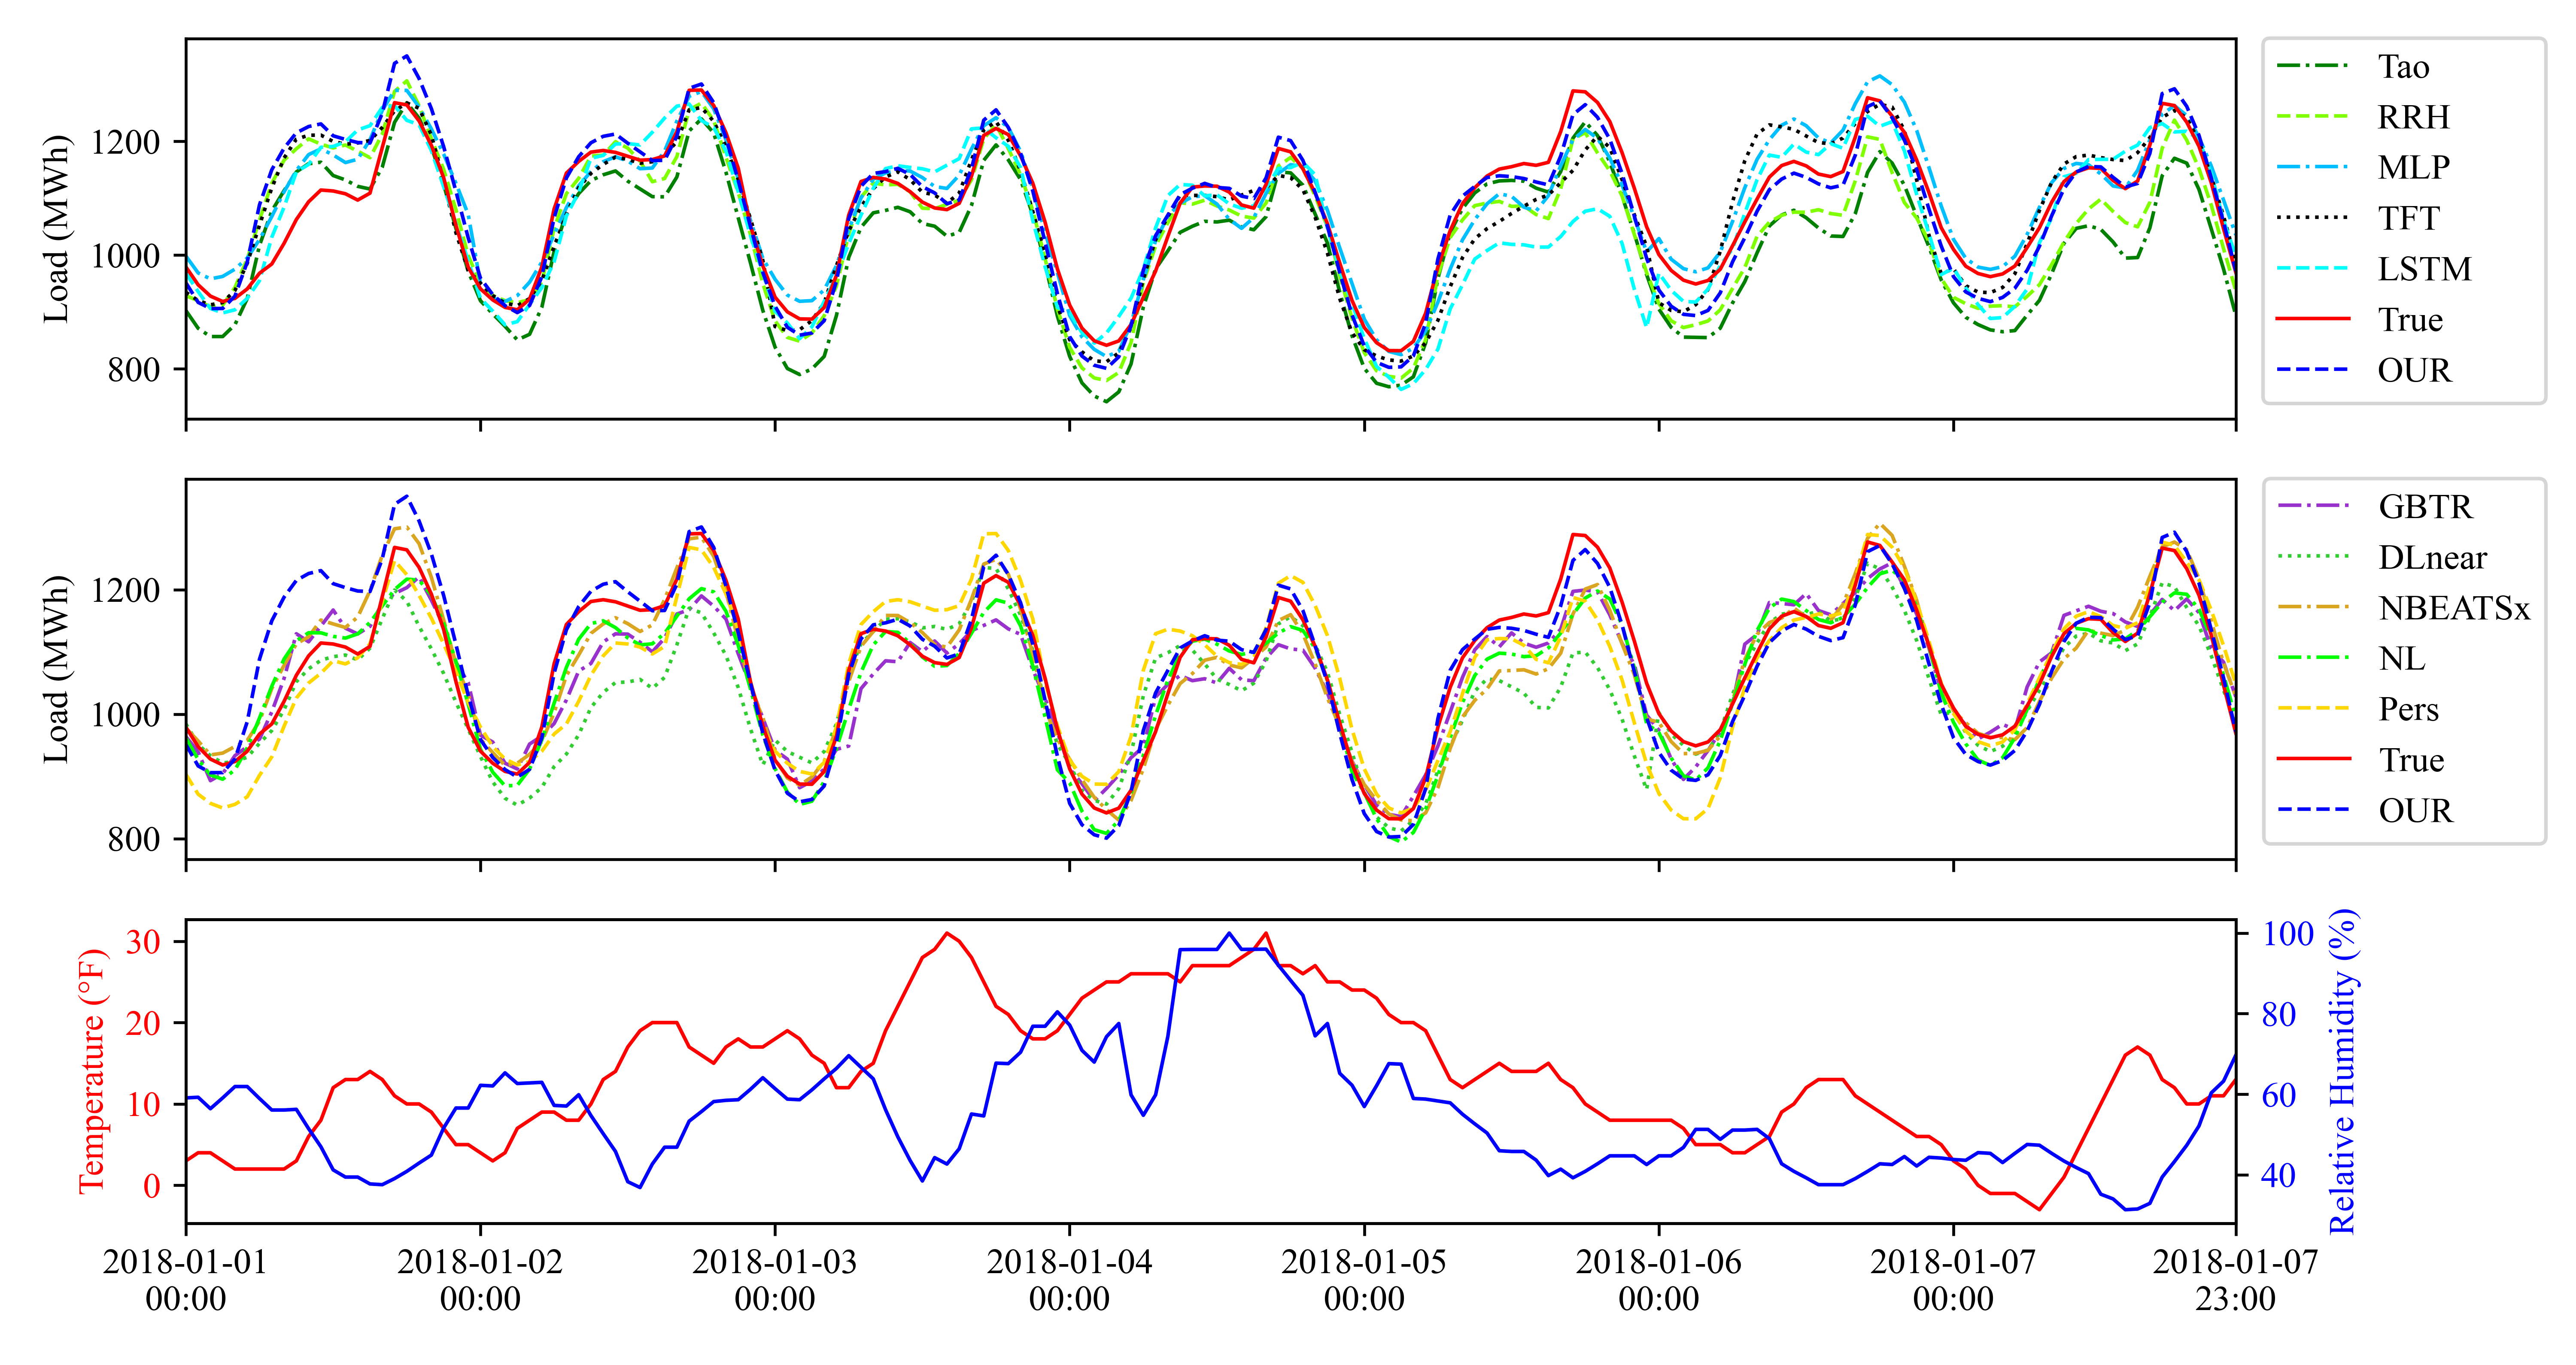 Load (MWh)
1200
1000
800
Tao
RRH
MLP
TFT
LSTM
True
OUR
Load (MWh)
1200
1000
800
GBTR
DLnear
NBEATSx
NL
Pers
True
OUR
Temperature (°F)
30
20
10
0
100
80
60
40
Relative Humidity (%)
2018-01-01
00:00
2018-01-02
00:00
2018-01-03
00:00
2018-01-04
00:00
2018-01-05
00:00
2018-01-06
00:00
2018-01-07
00:00
2018-01-07
23:00